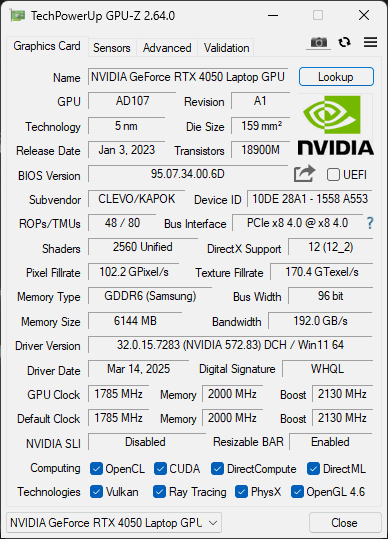 TechPowerUp GPU-Z 2.64.0
Graphics Card Sensors Advanced Validation
Name NVIDIA GeForce RTX 4050 Laptop GPU Lookup
GPU AD107 Revision A1
Technology 5 nm Die Size 159 mm²
Release Date Jan 3, 2023 Transistors 18900M
NVIDIA
BIOS Version 95.07.34.00.6D UEFI
Subvendor CLEVO/KAPOK Device ID 10DE 28A1 - 1558 A553
ROPs/TMUs 48 / 80 Bus Interface PCIe x8 4.0 @ x8 4.0 ?
Shaders 2560 Unified DirectX Support 12 (12_2)
Pixel Fillrate 102.2 GPixel/s Texture Fillrate 170.4 GTexel/s
Memory Type GDDR6 (Samsung) Bus Width 96 bit
Memory Size 6144 MB Bandwidth 192.0 GB/s
Driver Version 32.0.15.7283 (NVIDIA 572.83) DCH / Win11 64
Driver Date Mar 14, 2025 Digital Signature WHQL
GPU Clock 1785 MHz Memory 2000 MHz Boost 2130 MHz
Default Clock 1785 MHz Memory 2000 MHz Boost 2130 MHz
NVIDIA SLI Disabled Resizable BAR Enabled
Computing OpenCL CUDA DirectCompute DirectML
Technologies Vulkan Ray Tracing PhysX OpenGL 4.6
NVIDIA GeForce RTX 4050 Laptop GPU Close